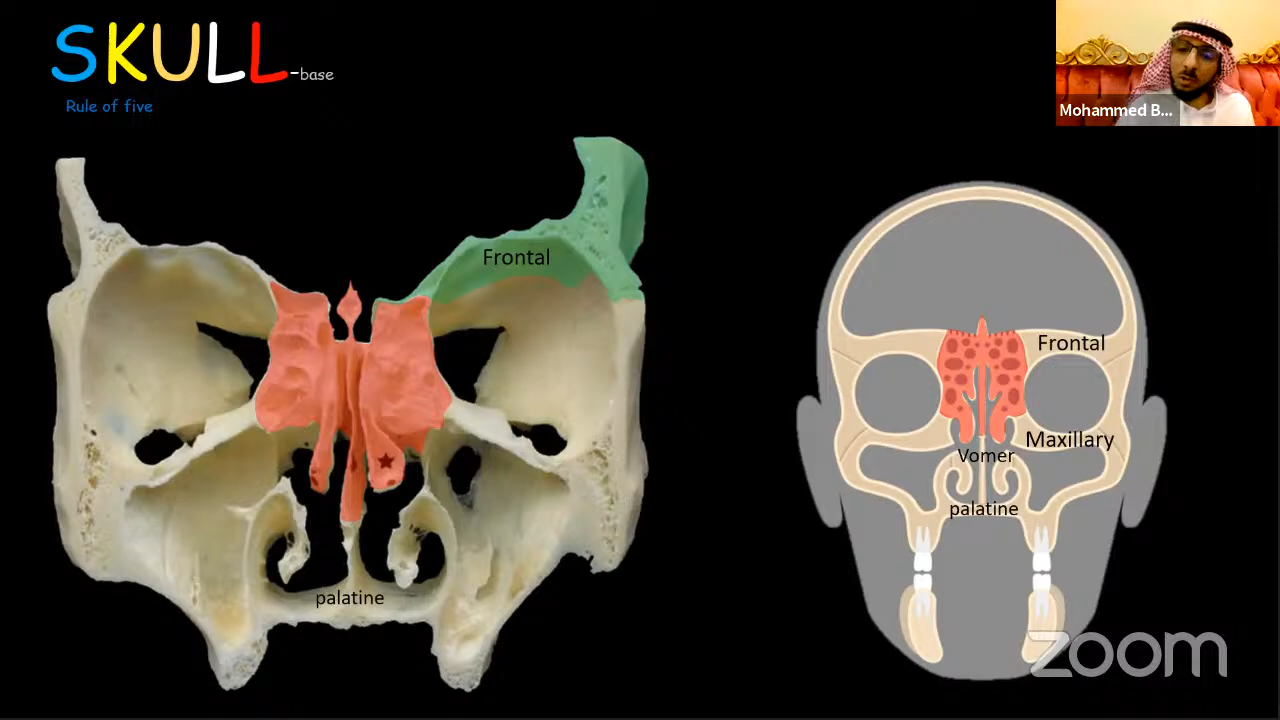 SKULL-base
Rule of five
Mohammed B...
Frontal
palatine
Frontal
Maxillary
Vomer
palatine
zoom